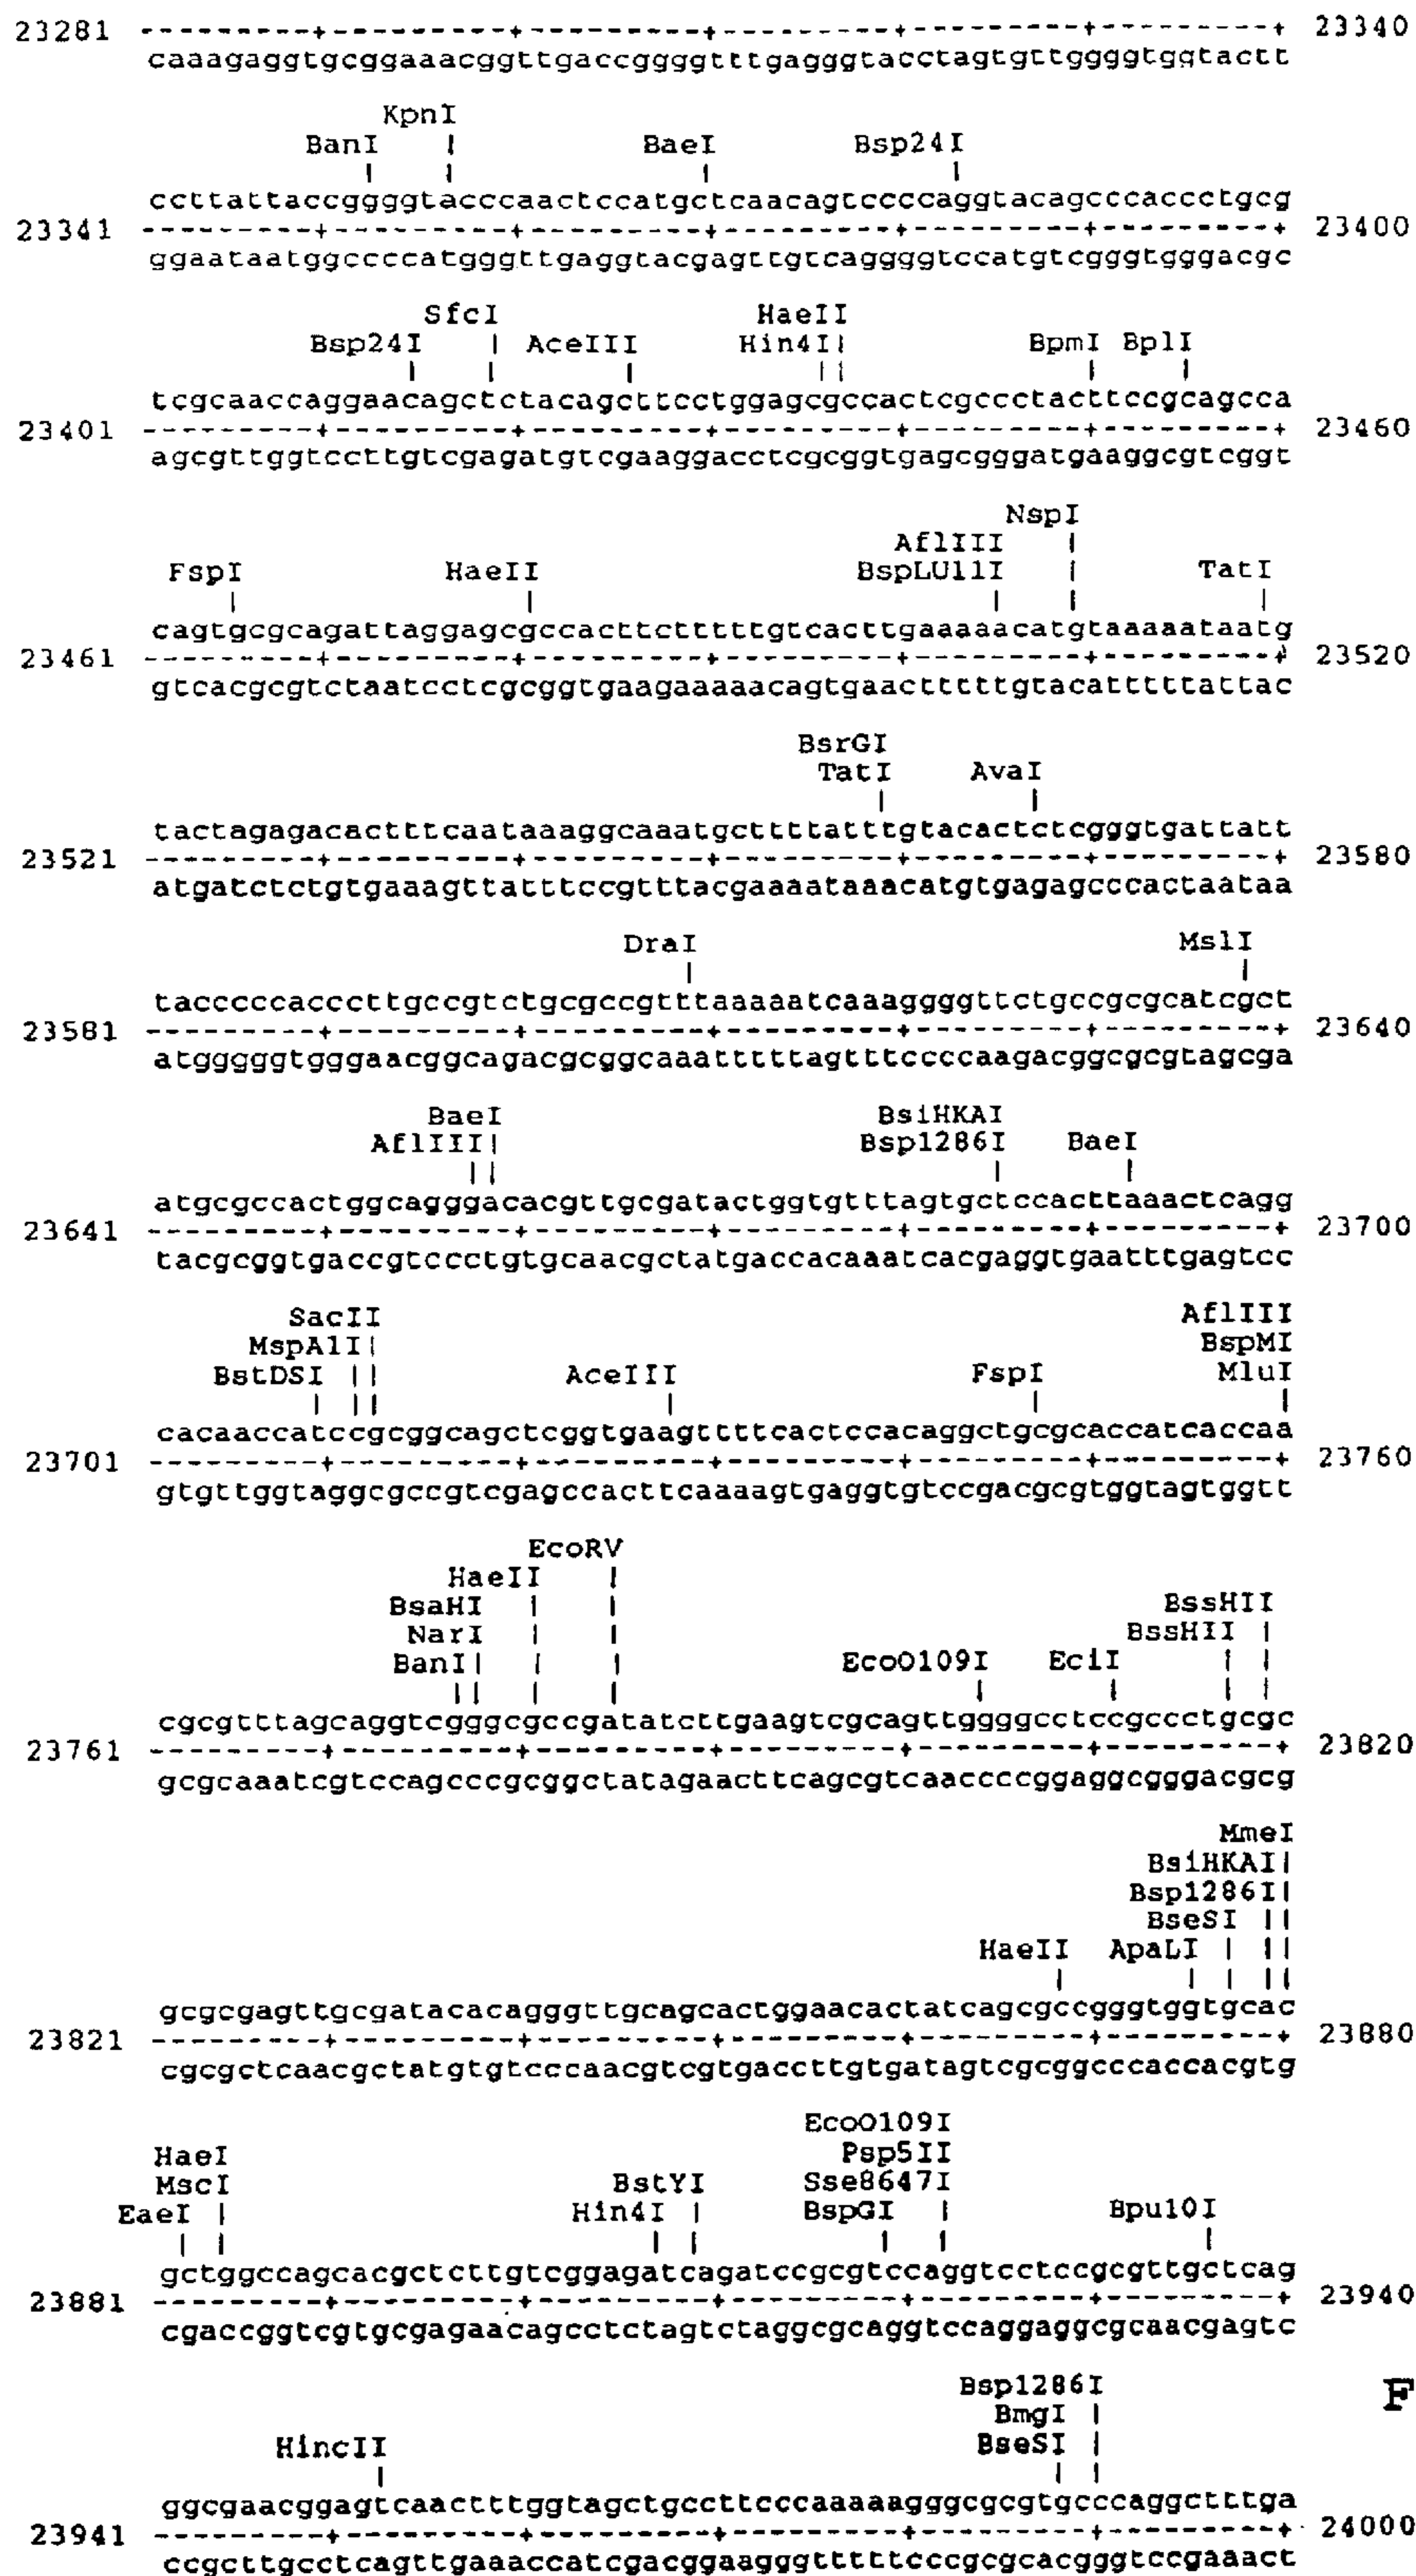 23281 ---------+---------+---------+---------+---------+---------+ 23340
caaagaggtgcggaaacggttgaccggggtttgagggtacctagtgttggggtggtactt
KpnI
BanI | BaeI Bsp24I
| | | |
ccttattaccggggtacccaactccatgctcaacagtccccaggtacagcccaccctgcg
23341 ---------+---------+---------+---------+---------+---------+ 23400
ggaataatggccccatgggttgaggtacgagttgtcaggggtccatgtcgggtgggacgc
SfcI HaeII
Bsp24I | AceIII Hin4I| BpmI BplI
| | | || | |
tcgcaaccaggaacagctctacagcttcctggagcgccactcgccctacttccgcagcca
23401 ---------+---------+---------+---------+---------+---------+ 23460
agcgttggtccttgtcgagatgtcgaaggacctcgcggtgagcgggatgaaggcgtcggt
NspI
AflIII |
FspI HaeII BspLU11I | TatI
| | | | |
cagtgcgcagattaggagcgccacttctttttgtcacttgaaaaacatgtaaaaataatg
23461 ---------+---------+---------+---------+---------+---------+ 23520
gtcacgcgtctaatcctcgcggtgaagaaaaacagtgaactttttgtacatttttattac
BsrGI
TatI AvaI
| |
tactagagacactttcaataaaggcaaatgcttttatttgtacactctcgggtgattatt
23521 ---------+---------+---------+---------+---------+---------+ 23580
atgatctctgtgaaagttatttccgtttacgaaaataaacatgtgagagcccactaataa
DraI MslI
| |
tacccccacccttgccgtctgcgccgtttaaaaatcaaaggggttctgccgcgcatcgct
23581 ---------+---------+---------+---------+---------+---------+ 23640
atgggggtgggaacggcagacgcggcaaatttttagtttccccaagacggcgcgtagcga
BaeI BsiHKAI
AflIII| Bsp1286I BaeI
|| | |
atgcgccactggcagggacacgttgcgatactggtgtttagtgctccacttaaactcagg
23641 ---------+---------+---------+---------+---------+---------+ 23700
tacgcggtgaccgtccctgtgcaacgctatgaccacaaatcacgaggtgaatttgagtcc
SacII AflIII
MspA1I| BspMI
BstDSI || AceIII FspI MluI
| || | | |
cacaaccatccgcggcagctcggtgaagttttcactccacaggctgcgcaccatcaccaa
23701 ---------+---------+---------+---------+---------+---------+ 23760
gtgttggtaggcgccgtcgagccacttcaaaagtgaggtgtccgacgcgtggtagtggtt
EcoRV
HaeII |
BsaHI | | BssHII
NarI | | BssHII |
BanI| | | EcoO109I EciI | |
|| | | | | | |
cgcgtttagcaggtcgggcgccgatatcttgaagtcgcagttggggcctccgccctgcgc
23761 ---------+---------+---------+---------+---------+---------+ 23820
gcgcaaatcgtccagcccgcggctatagaacttcagcgtcaaccccggaggcgggacgcg
MmeI
BsiHKAI|
Bsp1286I|
BseSI ||
HaeII ApaLI | ||
| | | ||
gcgcgagttgcgatacacagggttgcagcactggaacactatcagcgccgggtggtgcac
23821 ---------+---------+---------+---------+---------+---------+ 23880
cgcgctcaacgctatgtgtcccaacgtcgtgaccttgtgatagtcgcggcccaccacgtg
EcoO109I
HaeI Psp5II
MscI BstYI Sse8647I
EaeI | Hin4I | BspGI | Bpu10I
| | | | | | |
gctggccagcacgctcttgtcggagatcagatccgcgtccaggtcctccgcgttgctcag
23881 ---------+---------+---------+---------+---------+---------+ 23940
cgaccggtcgtgcgagaacagcctctagtctaggcgcaggtccaggaggcgcaacgagtc
Bsp1286I F
BmgI |
HincII BseSI |
| | |
ggcgaacggagtcaactttggtagctgccttcccaaaaagggcgcgtgcccaggctttga
23941 ---------+---------+---------+---------+---------+---------+ 24000
ccgcttgcctcagttgaaaccatcgacggaagggtttttcccgcgcacgggtccgaaact